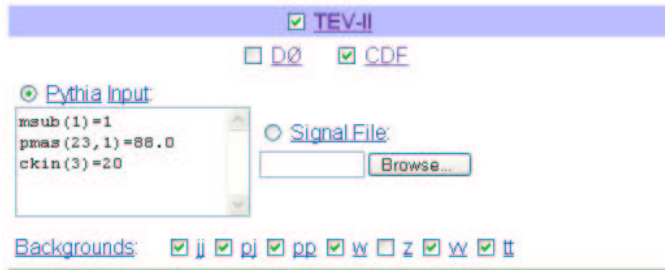 TEV-II
DØ CDF
Pythia Input:
msub(1)=1
pmas(23,1)=88.0
ckin(3)=20
Signal File:
Browse...
Backgrounds: jj pj pp w z vv tt